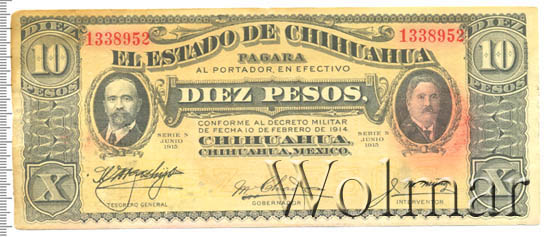 DIEZ DIEZ
1338952 1338952
10 10
EL ESTADO DE CHIHUAHUA
PESOS PESOS
PAGARA
AL PORTADOR, EN EFECTIVO
DIEZ PESOS,
CONFORME AL DECRETO MILITAR
DE FECHA 10 DE FEBRERO DE 1914.
SERIE N SERIE N
JUNIO JUNIO
1915 1915
CHIHUAHUA,
CHIHUAHUA, MEXICO.
X X
TESORERO GENERAL
GOBERNADOR
INTERVENTOR
Wolmar